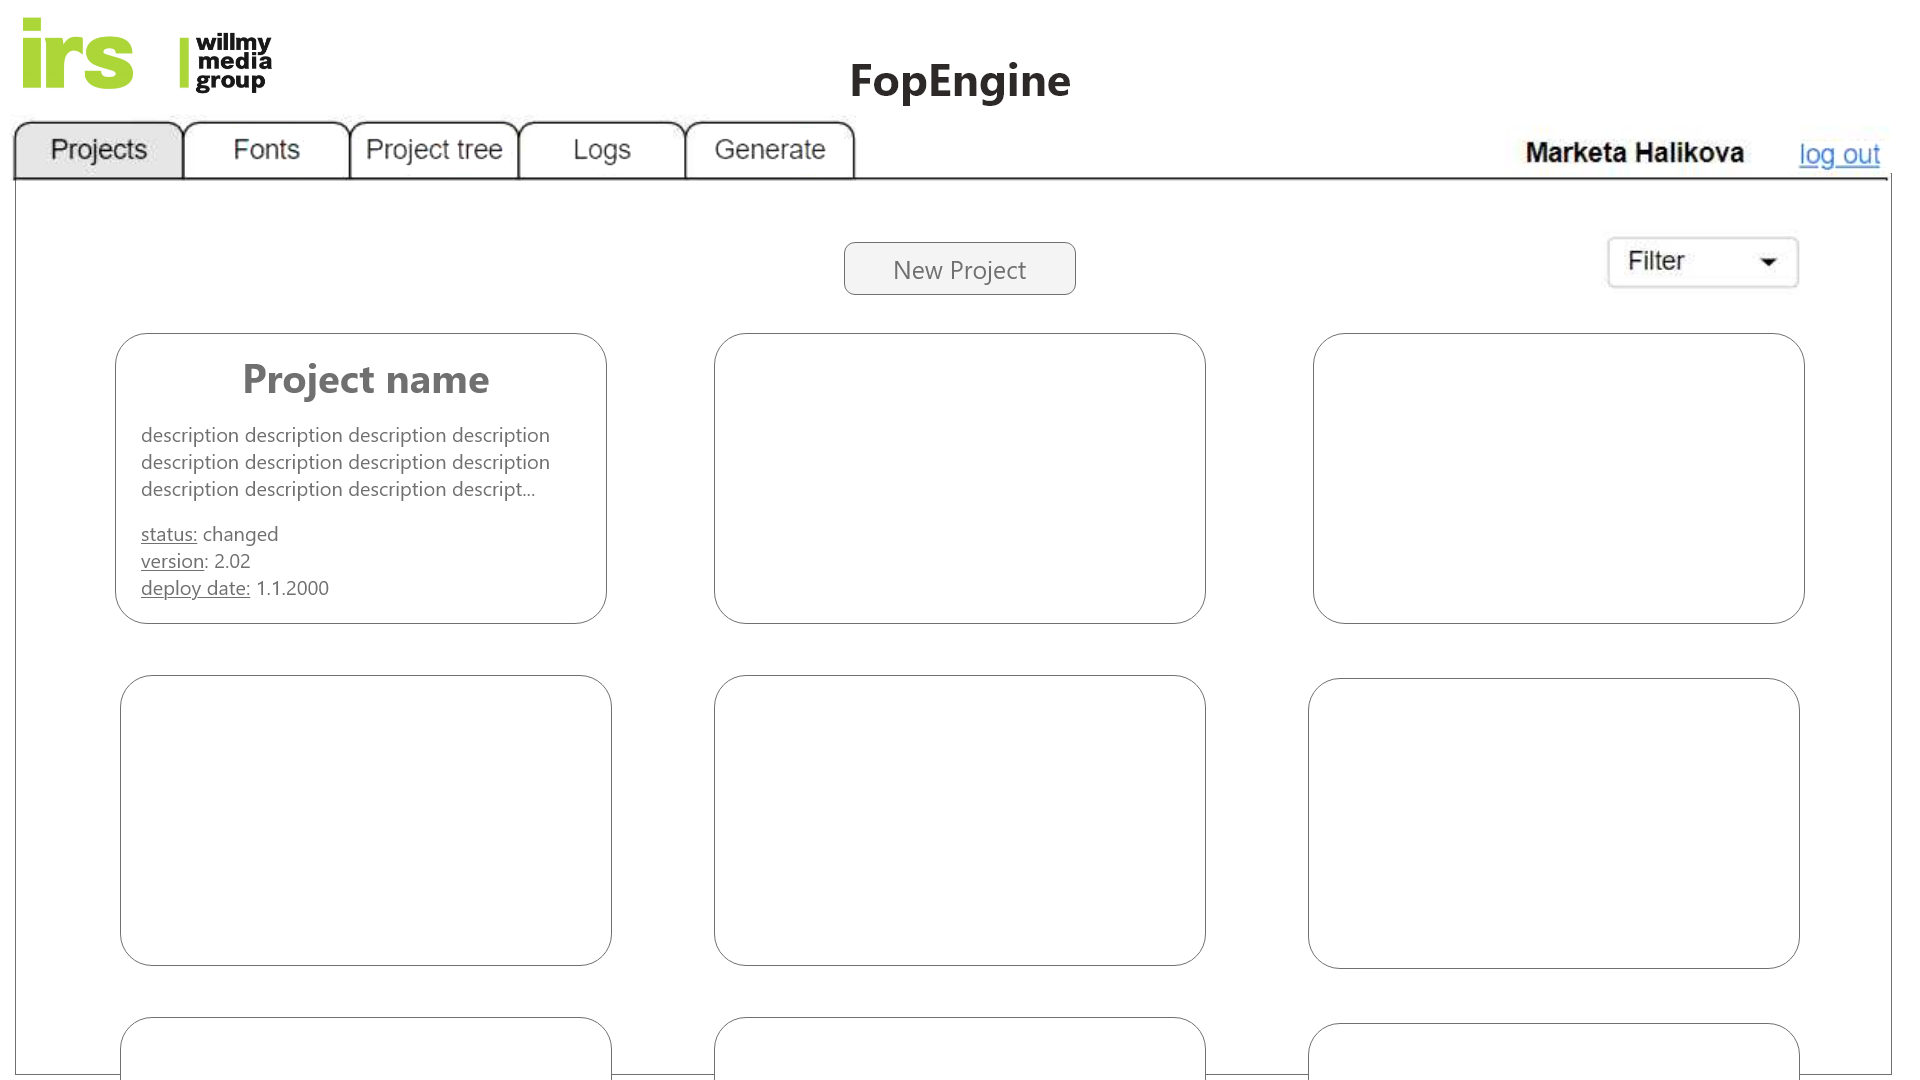 irs
willmy
media
group
FopEngine
Projects
Fonts
Project tree
Logs
Generate
Marketa Halikova
log out
New Project
Filter
Project name
description description description description
description description description description
description description description descript...
status: changed
version: 2.02
deploy date: 1.1.2000